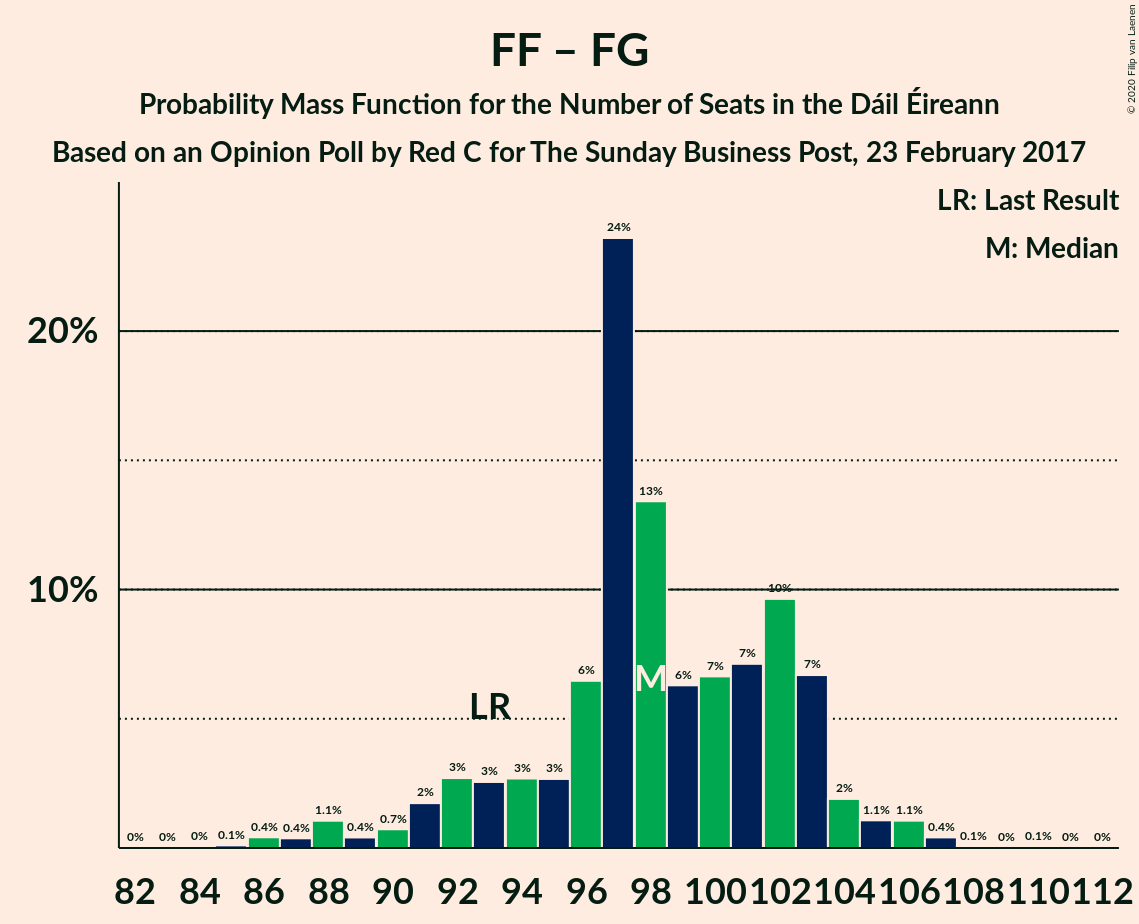 FF – FG
Probability Mass Function for the Number of Seats in the Dáil Éireann
Based on an Opinion Poll by Red C for The Sunday Business Post, 23 February 2017
© 2020 Filip van Laenen
LR: Last Result
M: Median
20%
10%
0% 0% 0% 0.1% 0.4% 0.4% 1.1% 0.4% 0.7% 2% 3% 3% 3% 3% 6% 24% 13% 6% 7% 7% 10% 7% 2% 1.1% 1.1% 0.4% 0.1% 0% 0.1% 0% 0%
LR
M
82 84 86 88 90 92 94 96 98 100 102 104 106 108 110 112